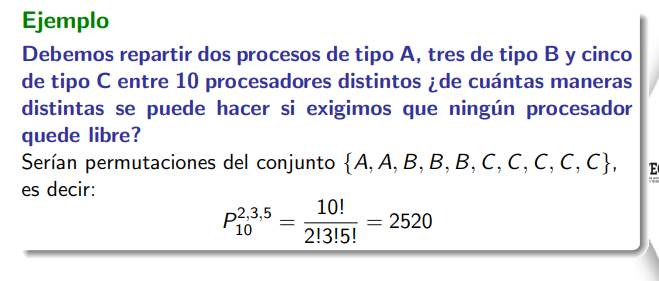 Ejemplo
Debemos repartir dos procesos de tipo A, tres de tipo B y cinco
de tipo C entre 10 procesadores distintos ¿de cuántas maneras
distintas se puede hacer si exigimos que ningún procesador
quede libre?
Serían permutaciones del conjunto {A, A, B, B, B, C, C, C, C, C},
es decir:
P_{10}^{2,3,5} = \frac{10!}{2!3!5!} = 2520